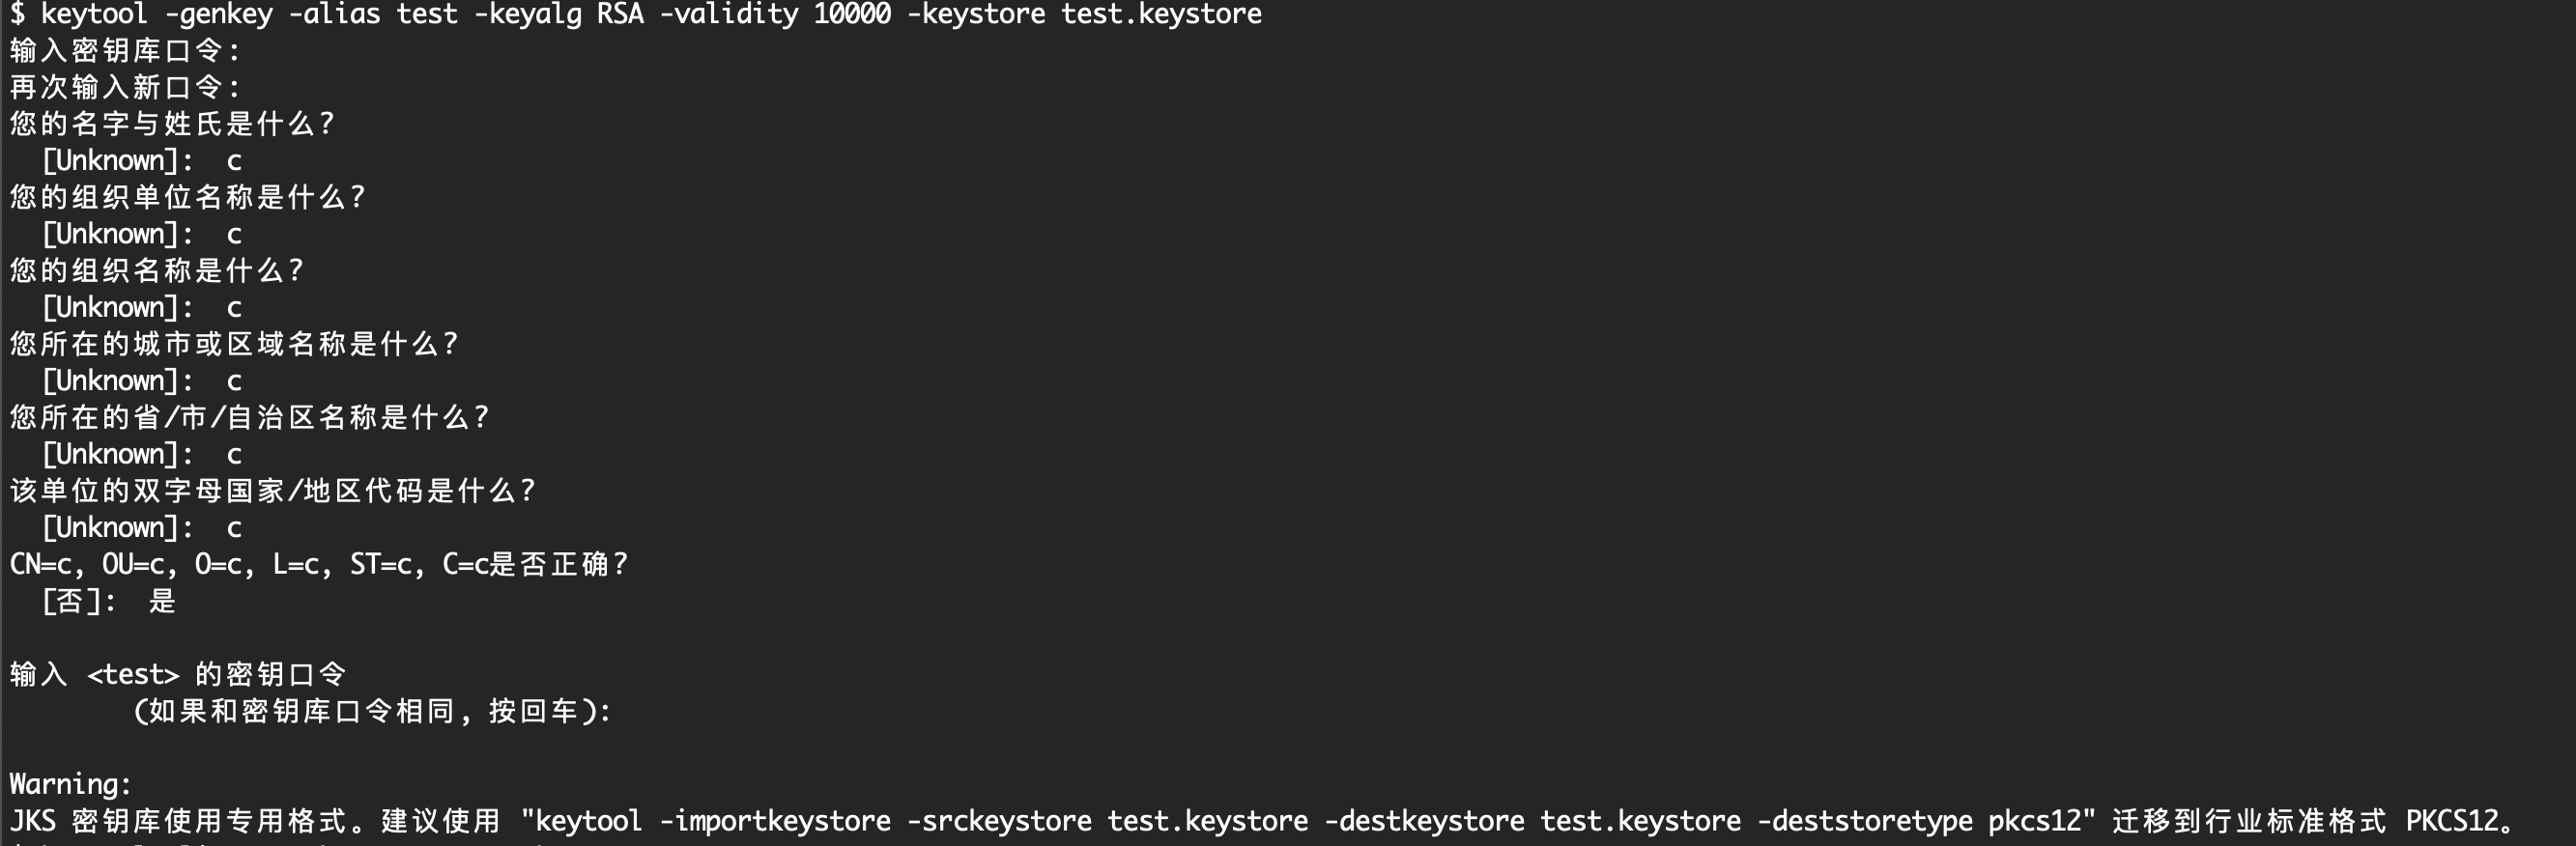 $ keytool -genkey -alias test -keyalg RSA -validity 10000 -keystore test.keystore
输入密钥库口令:
再次输入新口令:
您的名字与姓氏是什么?
  [Unknown]:  c
您的组织单位名称是什么?
  [Unknown]:  c
您的组织名称是什么?
  [Unknown]:  c
您所在的城市或区域名称是什么?
  [Unknown]:  c
您所在的省/市/自治区名称是什么?
  [Unknown]:  c
该单位的双字母国家/地区代码是什么?
  [Unknown]:  c
CN=c, OU=c, O=c, L=c, ST=c, C=c是否正确?
  [否]:  是
输入 <test> 的密钥口令
        (如果和密钥库口令相同, 按回车):
Warning:
JKS 密钥库使用专用格式。建议使用 "keytool -importkeystore -srckeystore test.keystore -destkeystore test.keystore -deststoretype pkcs12" 迁移到行业标准格式 PKCS12。